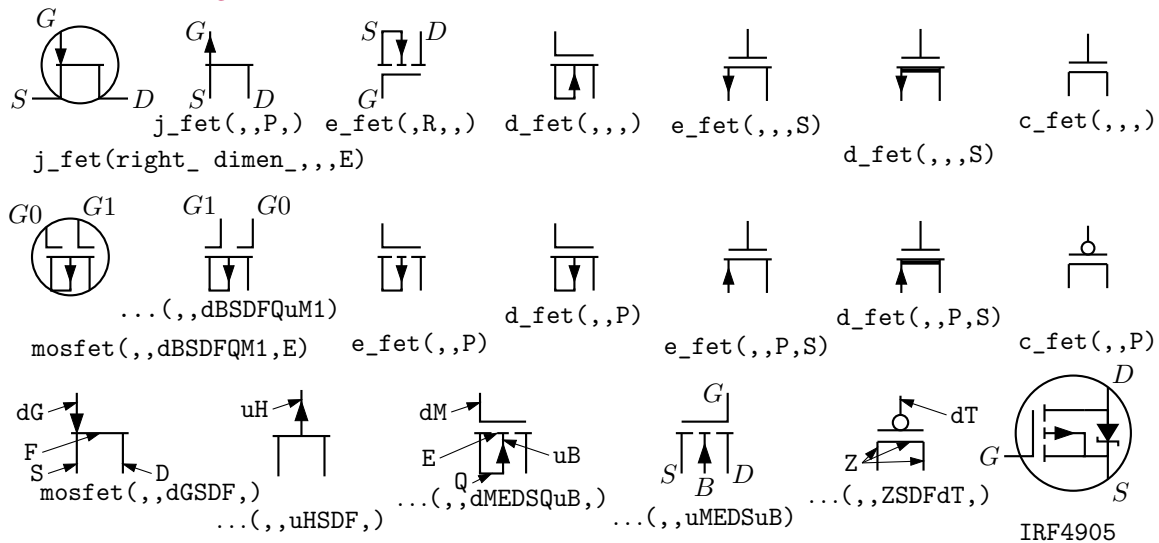 G
S
D
G
S
D
S
D
G
j_fet(,,P,)
e_fet(,R,,)
d_fet(,,,)
e_fet(,,,S)
c_fet(,,,)
j_fet(right_ dimen_,,,E)
d_fet(,,,S)
G0
G1
G1
G0
...(,,dBSDFQuM1)
d_fet(,,P)
d_fet(,,P,S)
mosfet(,,dBSDFQM1,E)
e_fet(,,P)
e_fet(,,P,S)
c_fet(,,P)
dG
F
S
D
uH
dM
E
Q
uB
G
S
B
D
dT
Z
D
G
S
mosfet(,,dGSDF,)
...(,,uHSDF,)
...(,,dMEDSQuB,)
...(,,uMEDSuB)
...(,,ZSDFdT,)
IRF4905